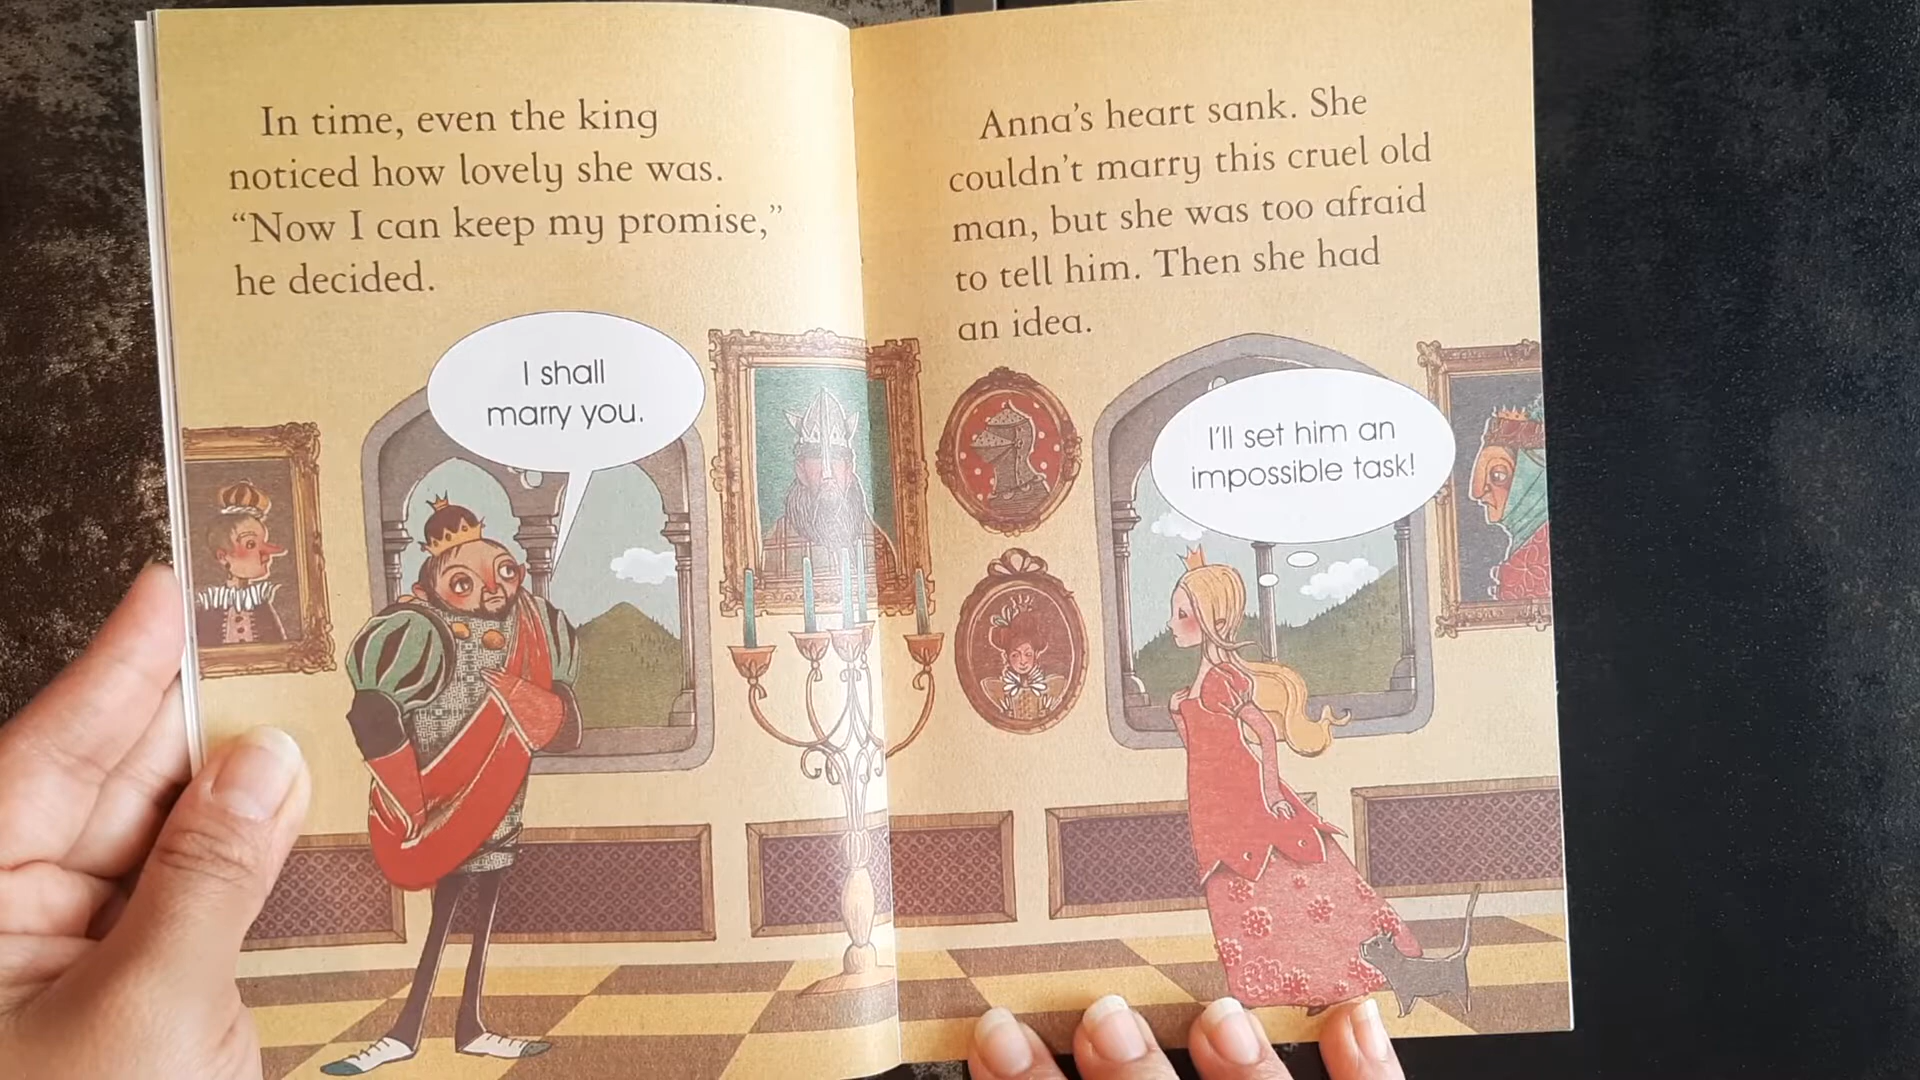 In time, even the king
noticed how lovely she was.
“Now I can keep my promise,”
he decided.
I shall
marry you.
Anna’s heart sank. She
couldn’t marry this cruel old
man, but she was too afraid
to tell him. Then she had
an idea.
I’ll set him an
impossible task!